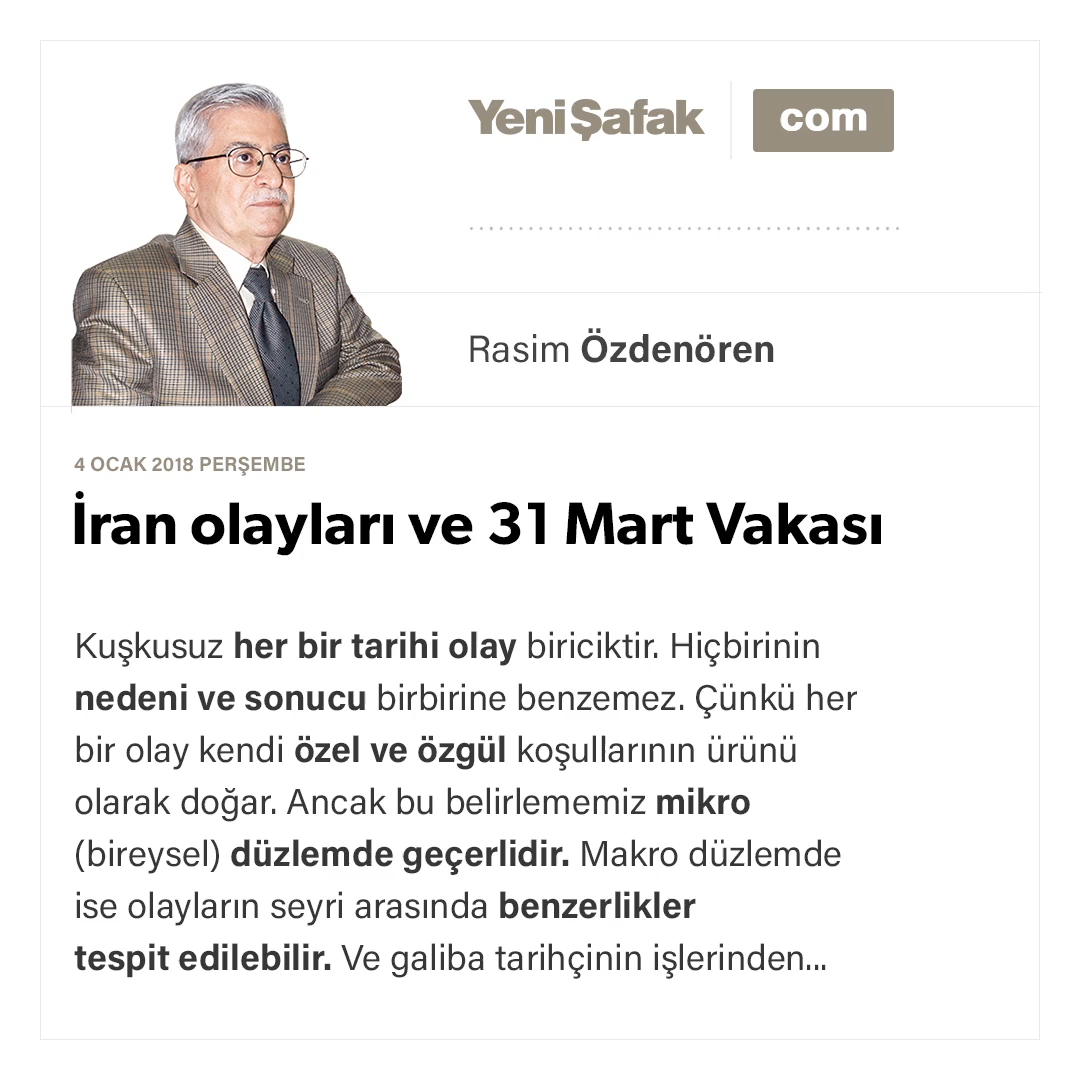 YeniŞafak
com
Rasim Özdenören
4 OCAK 2018 PERŞEMBE
İran olayları ve 31 Mart Vakası
Kuşkusuz her bir tarihi olay biriciktir. Hiçbirinin
nedeni ve sonucu birbirine benzemez. Çünkü her
bir olay kendi özel ve özgül koşullarının ürünü
olarak doğar. Ancak bu belirlememiz mikro
(bireysel) düzlemde geçerlidir. Makro düzlemde
ise olayların seyri arasında benzerlikler
tespit edilebilir. Ve galiba tarihçinin işlerinden...